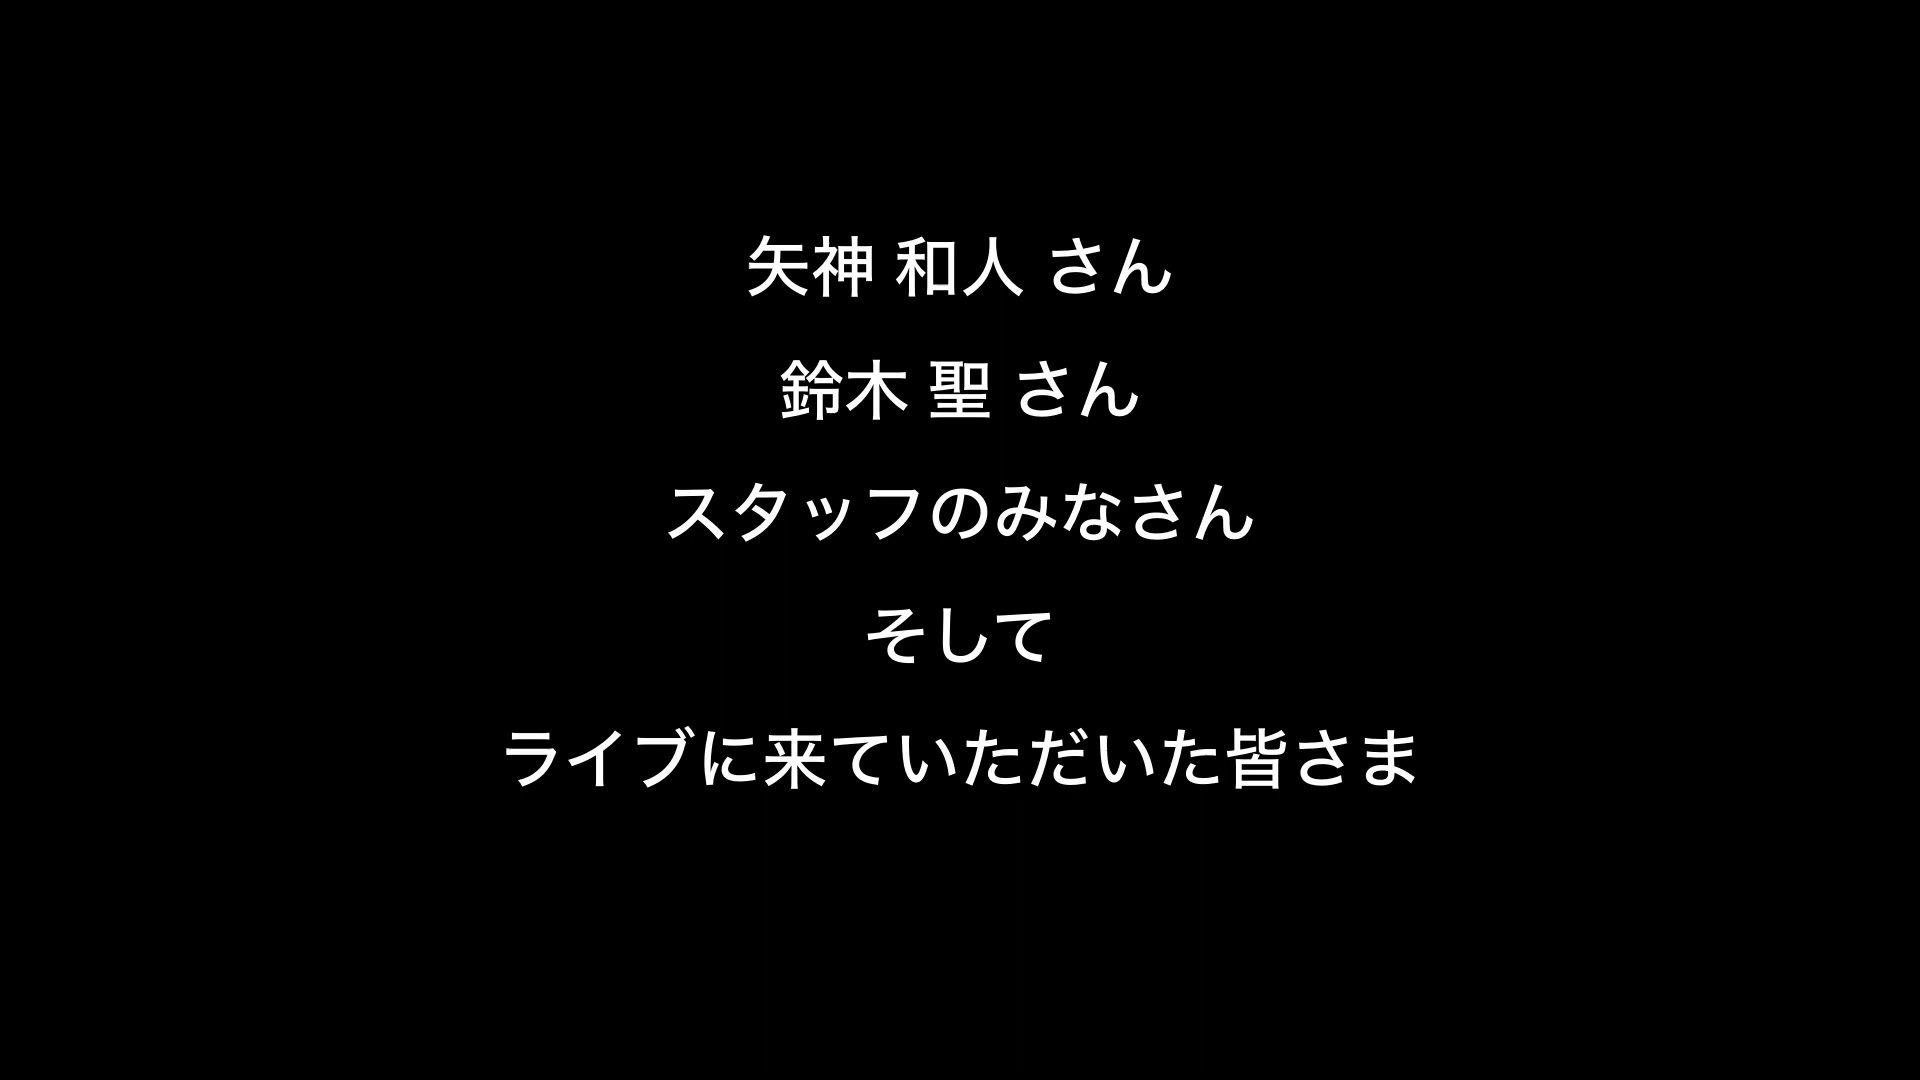 矢神 和人 さん
鈴木 聖 さん
スタッフのみなさん
そして
ライブに来ていただいた皆さま